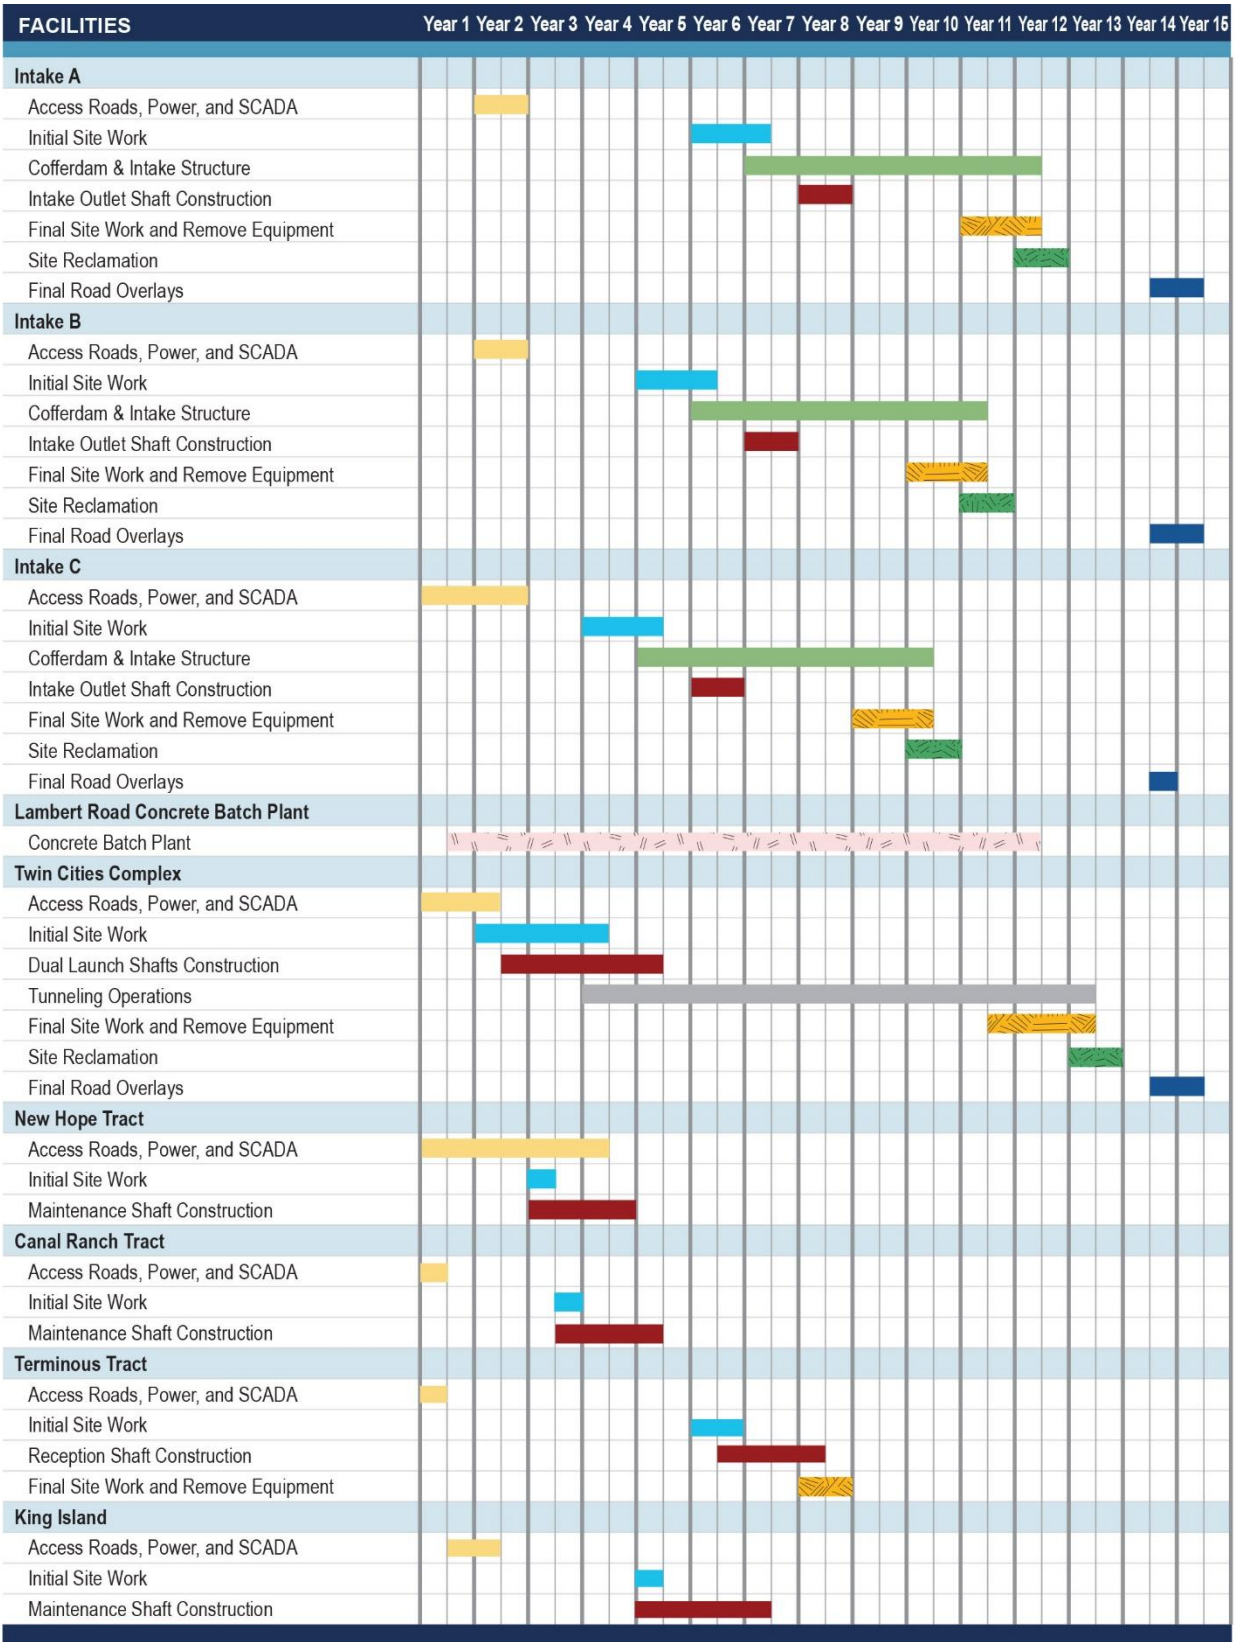 FACILITIES Year 1 Year 2 Year 3 Year 4 Year 5 Year 6 Year 7 Year 8 Year 9 Year 10 Year 11 Year 12 Year 13 Year 14 Year 15
Intake A
Access Roads, Power, and SCADA
Initial Site Work
Cofferdam & Intake Structure
Intake Outlet Shaft Construction
Final Site Work and Remove Equipment
Site Reclamation
Final Road Overlays
Intake B
Access Roads, Power, and SCADA
Initial Site Work
Cofferdam & Intake Structure
Intake Outlet Shaft Construction
Final Site Work and Remove Equipment
Site Reclamation
Final Road Overlays
Intake C
Access Roads, Power, and SCADA
Initial Site Work
Cofferdam & Intake Structure
Intake Outlet Shaft Construction
Final Site Work and Remove Equipment
Site Reclamation
Final Road Overlays
Lambert Road Concrete Batch Plant
Concrete Batch Plant
Twin Cities Complex
Access Roads, Power, and SCADA
Initial Site Work
Dual Launch Shafts Construction
Tunneling Operations
Final Site Work and Remove Equipment
Site Reclamation
Final Road Overlays
New Hope Tract
Access Roads, Power, and SCADA
Initial Site Work
Maintenance Shaft Construction
Canal Ranch Tract
Access Roads, Power, and SCADA
Initial Site Work
Maintenance Shaft Construction
Terminous Tract
Access Roads, Power, and SCADA
Initial Site Work
Reception Shaft Construction
Final Site Work and Remove Equipment
King Island
Access Roads, Power, and SCADA
Initial Site Work
Maintenance Shaft Construction